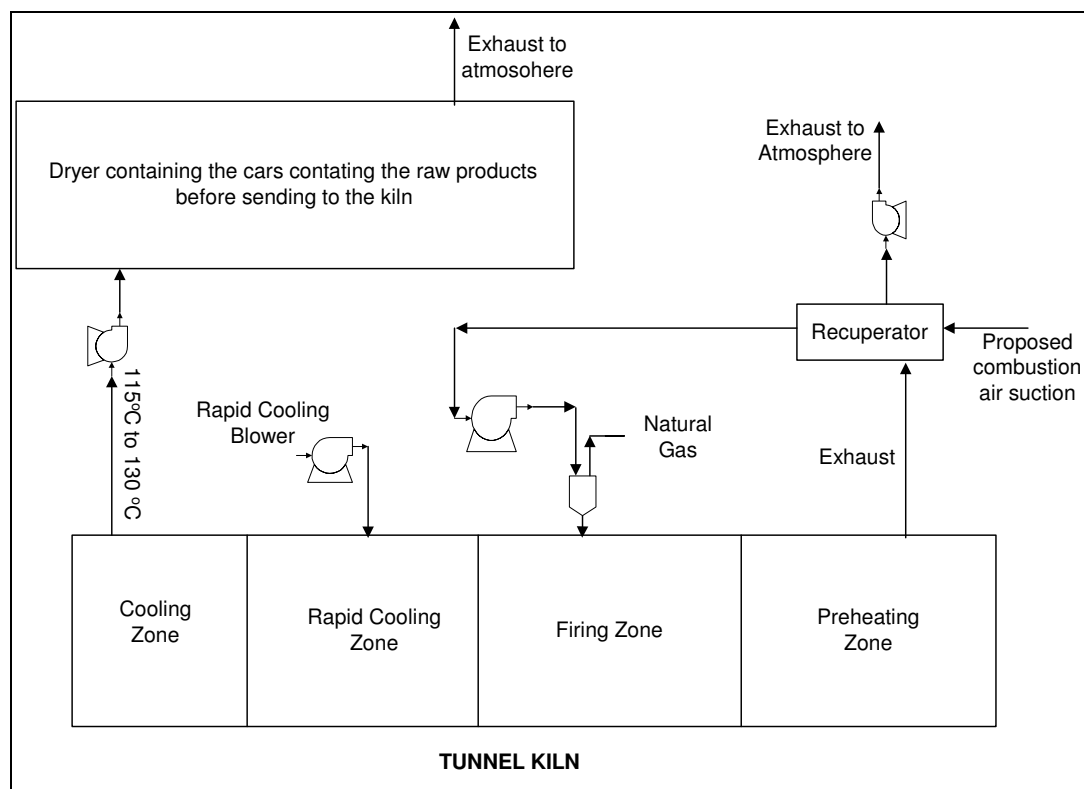 Exhaust to
atmosohere
Dryer containing the cars contating the raw products
before sending to the kiln
Exhaust to
Atmosphere
Recuperator
Proposed
combustion
air suction
115ºC to 130 ºC
Rapid Cooling
Blower
Natural
Gas
Exhaust
Cooling
Zone
Rapid Cooling
Zone
Firing Zone
Preheating
Zone
TUNNEL KILN